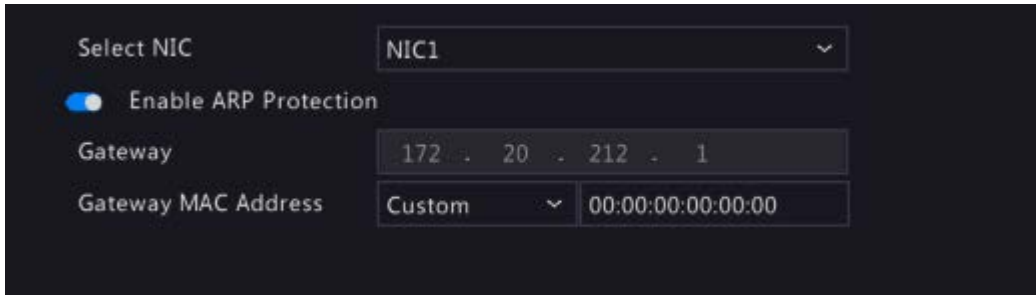 Select NIC NIC1
Enable ARP Protection
Gateway 172 . 20 . 212 . 1
Gateway MAC Address Custom 00:00:00:00:00:00